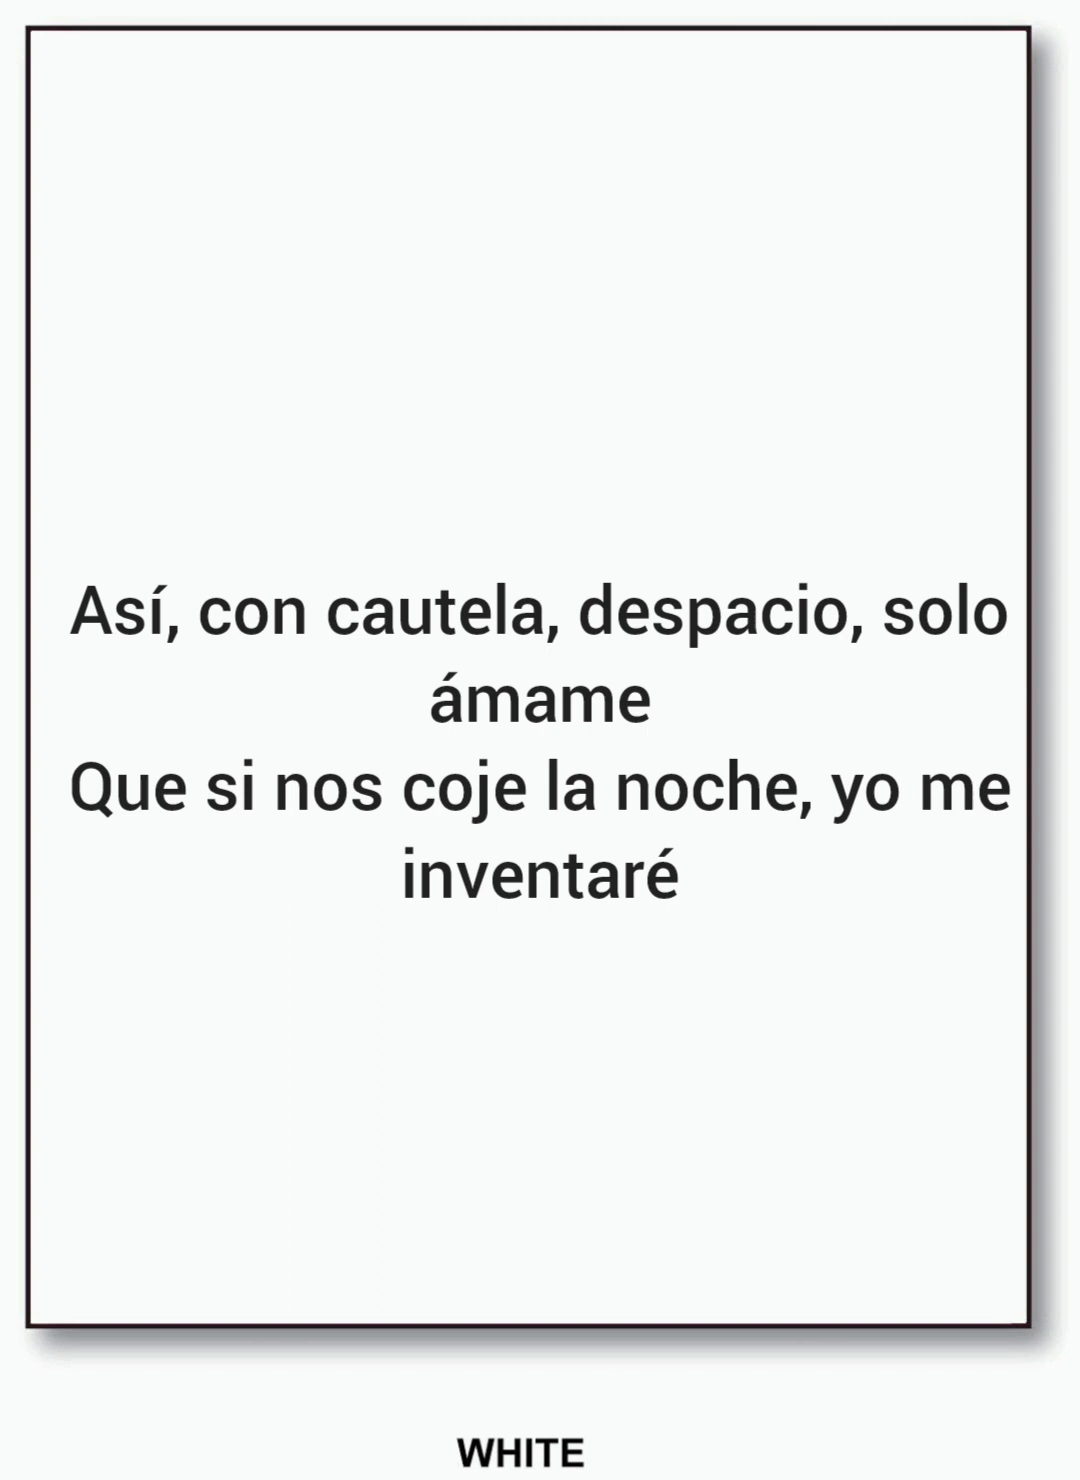 Así, con cautela, despacio, solo
ámame
Que si nos coje la noche, yo me
inventaré
WHITE